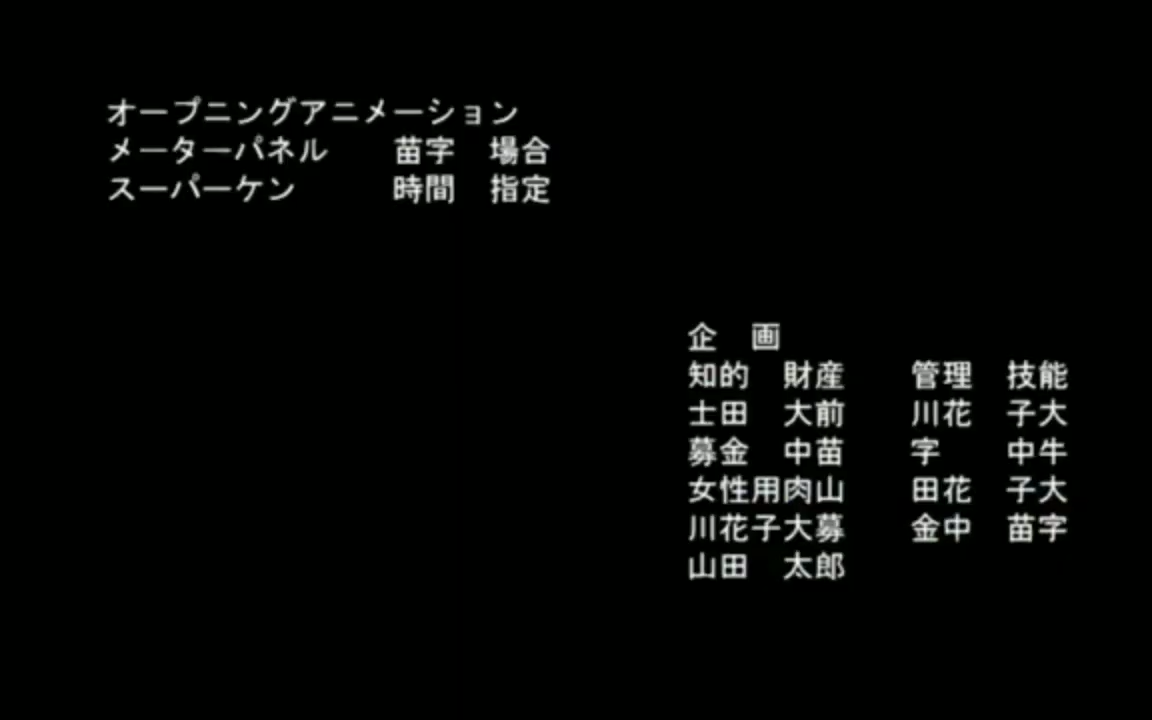 オープニングアニメーション
メーターパネル　　苗字　場合
スーパーケン　　　時間　指定
企　画
知的　財産　　管理　技能
士田　大前　　川花　子大
募金　中苗　　字　　中牛
女性用肉山　　田花　子大
川花子大募　　金中　苗字
山田　太郎